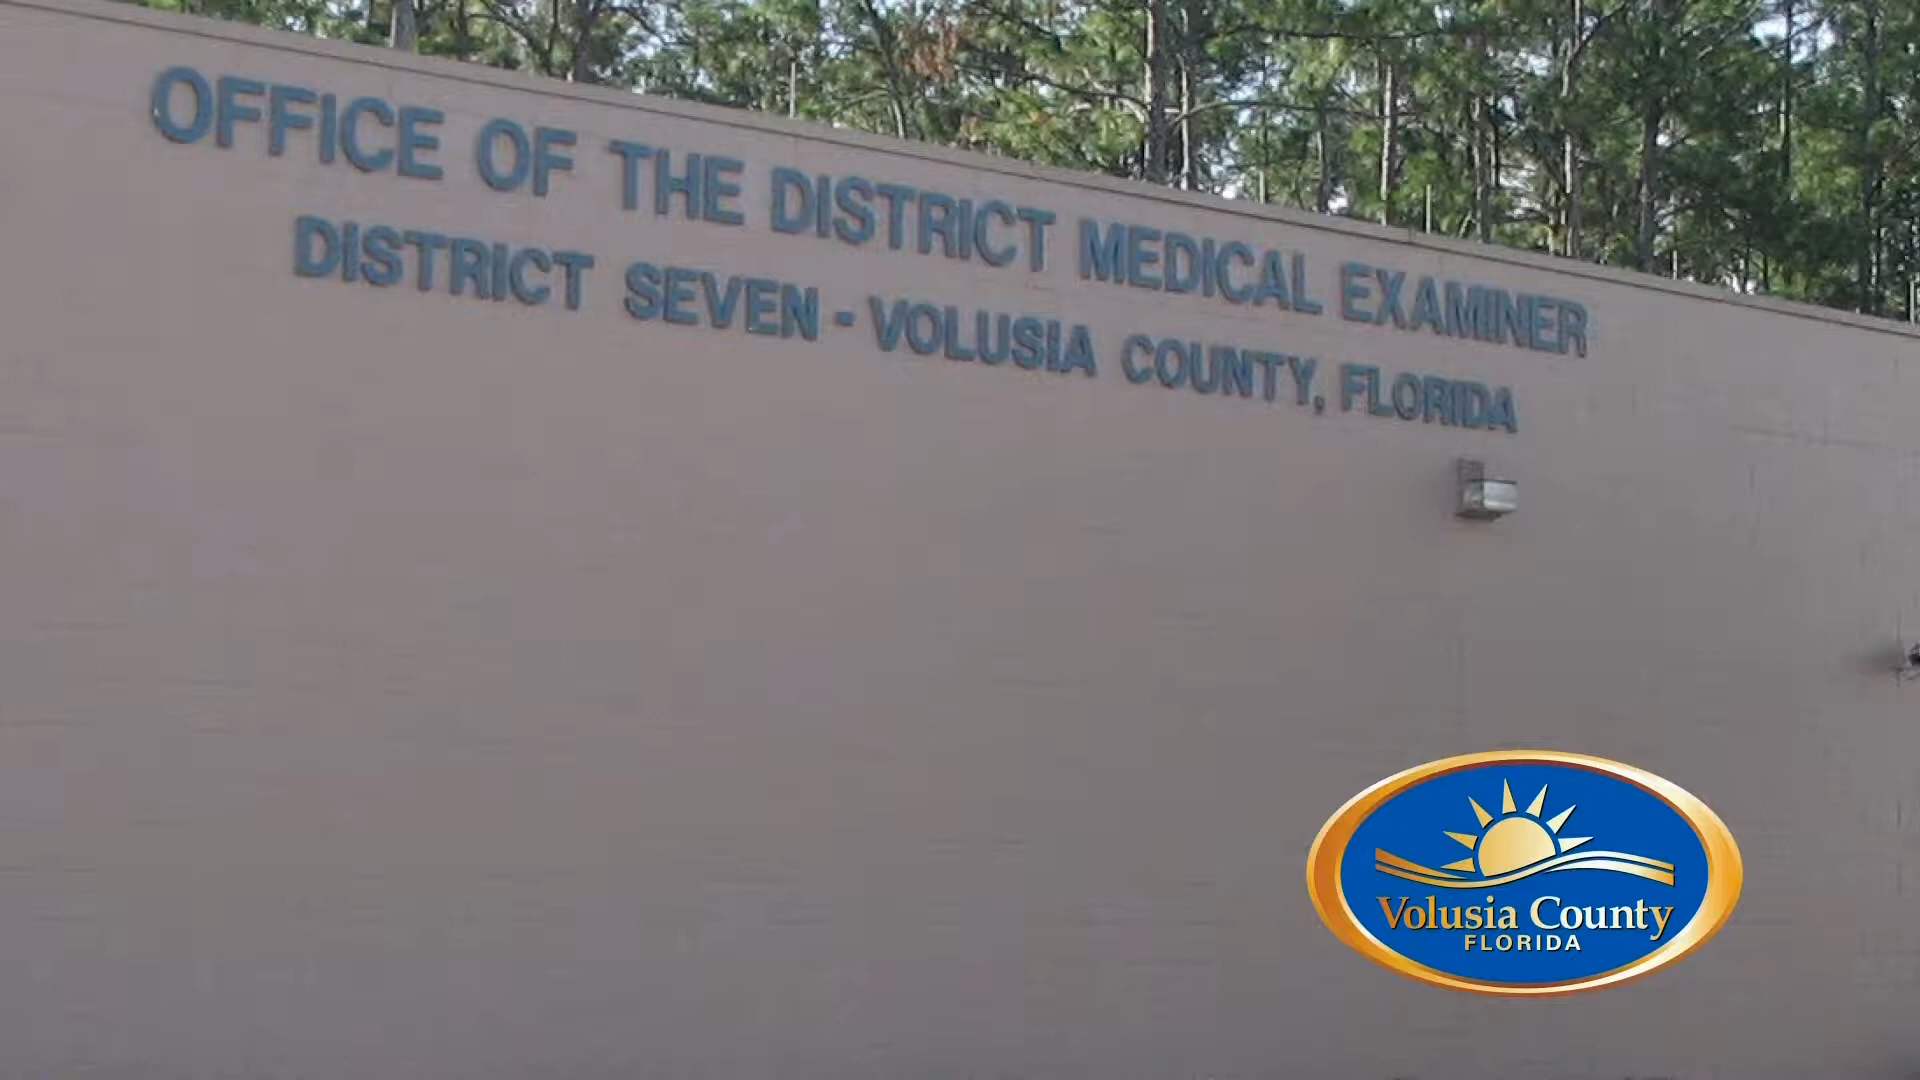 OFFICE OF THE DISTRICT MEDICAL EXAMINER
DISTRICT SEVEN - VOLUSIA COUNTY, FLORIDA
Volusia County
FLORIDA